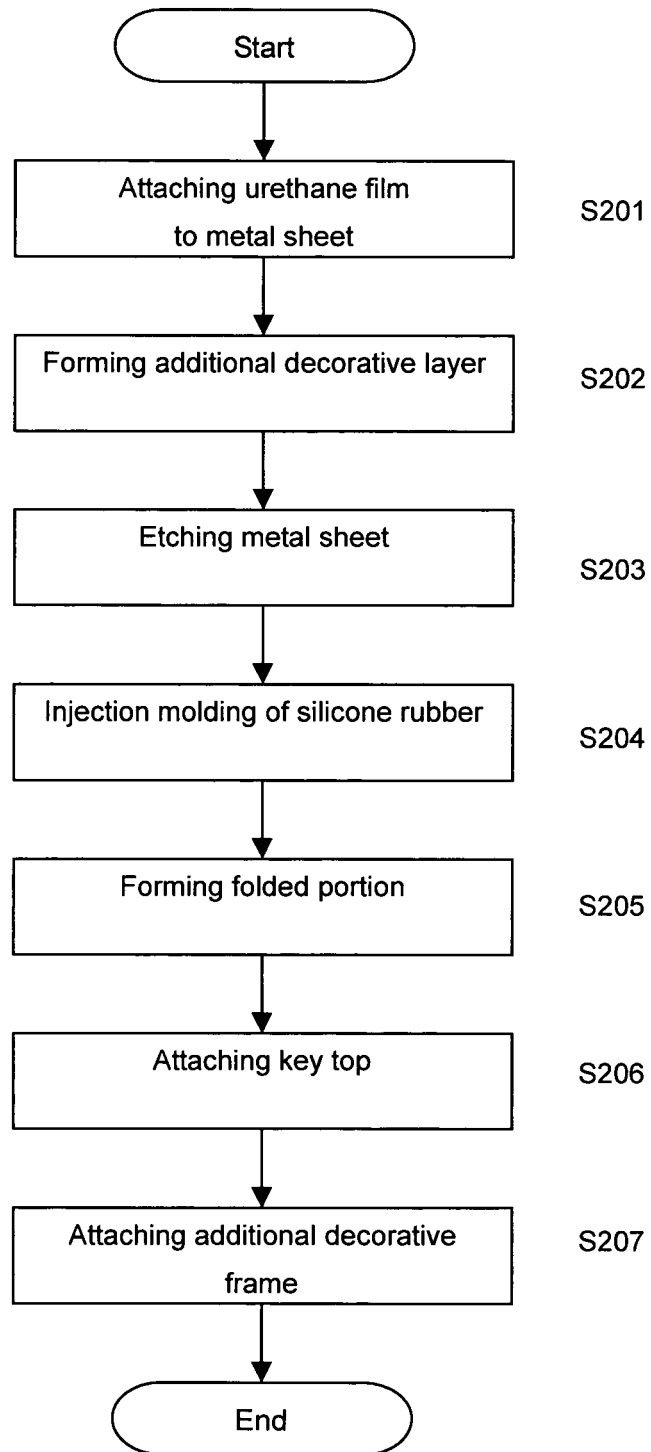 Start
Attaching urethane film
to metal sheet
S201
Forming additional decorative layer
S202
Etching metal sheet
S203
Injection molding of silicone rubber
S204
Forming folded portion
S205
Attaching key top
S206
Attaching additional decorative
frame
S207
End